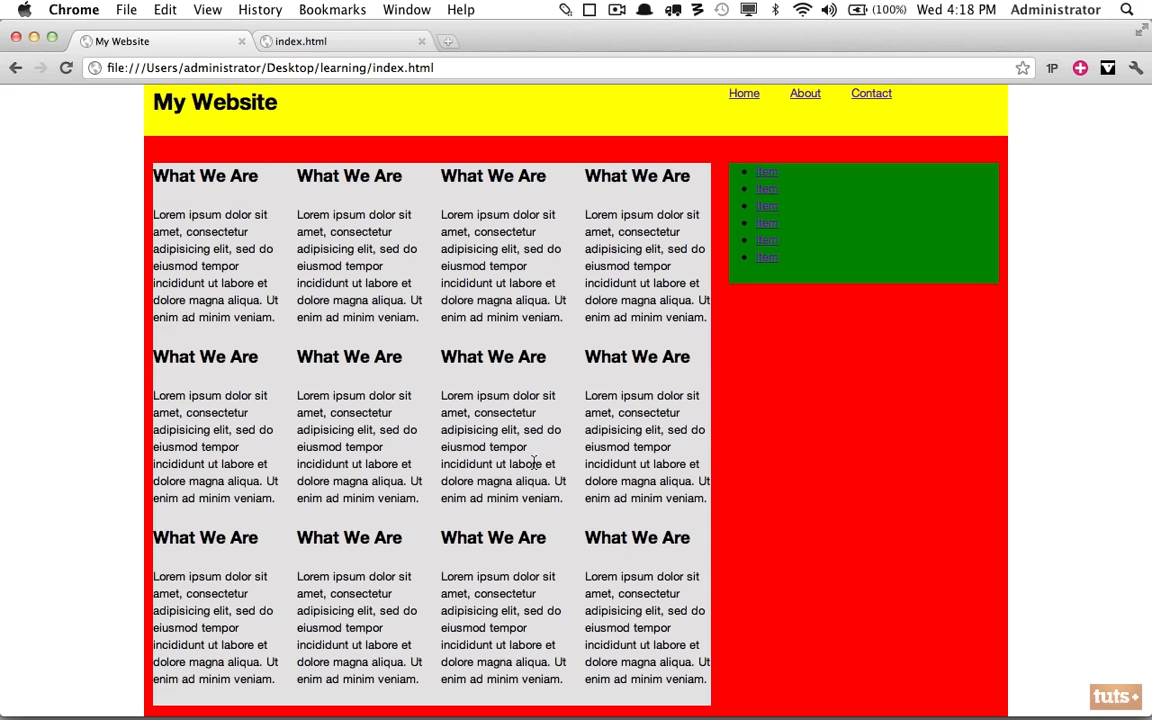 Chrome File Edit View History Bookmarks Window Help (100%) Wed 4:18 PM Administrator
My Website index.html
file:///Users/administrator/Desktop/learning/index.html 1P
My Website
Home About Contact
What We Are What We Are What We Are What We Are
Lorem ipsum dolor sit Lorem ipsum dolor sit Lorem ipsum dolor sit Lorem ipsum dolor sit
amet, consectetur amet, consectetur amet, consectetur amet, consectetur
adipisicing elit, sed do adipisicing elit, sed do adipisicing elit, sed do adipisicing elit, sed do
eiusmod tempor eiusmod tempor eiusmod tempor eiusmod tempor
incididunt ut labore et incididunt ut labore et incididunt ut labore et incididunt ut labore et
dolore magna aliqua. Ut dolore magna aliqua. Ut dolore magna aliqua. Ut dolore magna aliqua. Ut
enim ad minim veniam. enim ad minim veniam. enim ad minim veniam. enim ad minim veniam.
What We Are What We Are What We Are What We Are
Lorem ipsum dolor sit Lorem ipsum dolor sit Lorem ipsum dolor sit Lorem ipsum dolor sit
amet, consectetur amet, consectetur amet, consectetur amet, consectetur
adipisicing elit, sed do adipisicing elit, sed do adipisicing elit, sed do adipisicing elit, sed do
eiusmod tempor eiusmod tempor eiusmod tempor eiusmod tempor
incididunt ut labore et incididunt ut labore et incididunt ut labore et incididunt ut labore et
dolore magna aliqua. Ut dolore magna aliqua. Ut dolore magna aliqua. Ut dolore magna aliqua. Ut
enim ad minim veniam. enim ad minim veniam. enim ad minim veniam. enim ad minim veniam.
What We Are What We Are What We Are What We Are
Lorem ipsum dolor sit Lorem ipsum dolor sit Lorem ipsum dolor sit Lorem ipsum dolor sit
amet, consectetur amet, consectetur amet, consectetur amet, consectetur
adipisicing elit, sed do adipisicing elit, sed do adipisicing elit, sed do adipisicing elit, sed do
eiusmod tempor eiusmod tempor eiusmod tempor eiusmod tempor
incididunt ut labore et incididunt ut labore et incididunt ut labore et incididunt ut labore et
dolore magna aliqua. Ut dolore magna aliqua. Ut dolore magna aliqua. Ut dolore magna aliqua. Ut
enim ad minim veniam. enim ad minim veniam. enim ad minim veniam. enim ad minim veniam.
Item
Item
Item
Item
Item
Item
tuts+